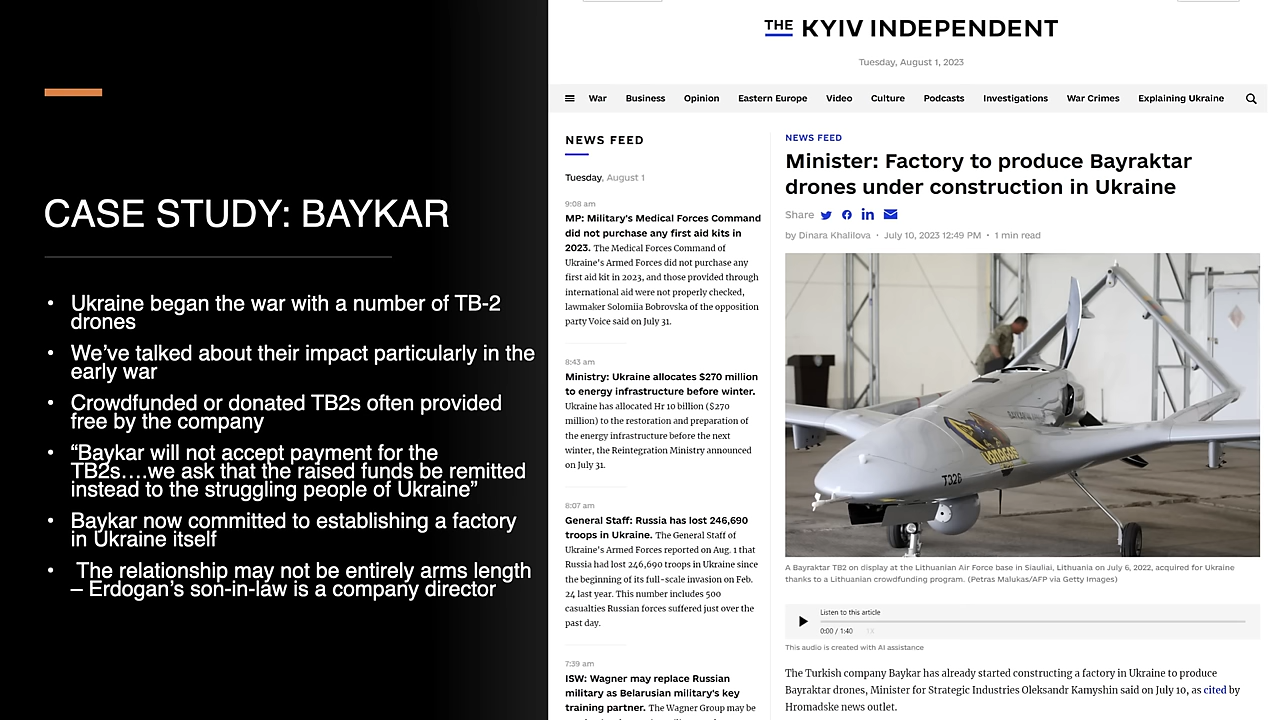 CASE STUDY: BAYKAR
• Ukraine began the war with a number of TB-2
drones
• We've talked about their impact particularly in the
early war
• Crowdfunded or donated TB2s often provided
free by the company
• “Baykar will not accept payment for the
TB2s….we ask that the raised funds be remitted
instead to the struggling people of Ukraine”
• Baykar now committed to establishing a factory
in Ukraine itself
• The relationship may not be entirely arms length
– Erdogan's son-in-law is a company director
THE KYIV INDEPENDENT
Tuesday, August 1, 2023
War Business Opinion Eastern Europe Video Culture Podcasts Investigations War Crimes Explaining Ukraine
NEWS FEED
Tuesday, August 1
9:08 am
MP: Military's Medical Forces Command
did not purchase any first aid kits in
2023. The Medical Forces Command of
Ukraine's Armed Forces did not purchase any
first aid kit in 2023, and those provided through
international aid were not properly checked,
lawmaker Solomiia Bobrovska of the opposition
party Voice said on July 31.
8:43 am
Ministry: Ukraine allocates $270 million
to energy infrastructure before winter.
Ukraine has allocated Hr 10 billion ($270
million) to the restoration and preparation of
the energy infrastructure before the next
winter, the Reintegration Ministry announced
on July 31.
8:07 am
General Staff: Russia has lost 246,690
troops in Ukraine. The General Staff of
Ukraine's Armed Forces reported on Aug. 1 that
Russia had lost 246,690 troops in Ukraine since
the beginning of its full-scale invasion on Feb.
24 last year. This number includes 500
casualties Russian forces suffered just over the
past day.
7:39 am
ISW: Wagner may replace Russian
military as Belarusian military's key
training partner. The Wagner Group may be
NEWS FEED
Minister: Factory to produce Bayraktar
drones under construction in Ukraine
Share
by Dinara Khalilova • July 10, 2023 12:49 PM • 1 min read
T326
A Bayraktar TB2 on display at the Lithuanian Air Force base in Siauliai, Lithuania on July 6, 2022, acquired for Ukraine
thanks to a Lithuanian crowdfunding program. (Petras Malukas/AFP via Getty Images)
Listen to this article
0:00 / 1:40 1X
This audio is created with AI assistance
The Turkish company Baykar has already started constructing a factory in Ukraine to produce
Bayraktar drones, Minister for Strategic Industries Oleksandr Kamyshin said on July 10, as cited by
Hromadske news outlet.